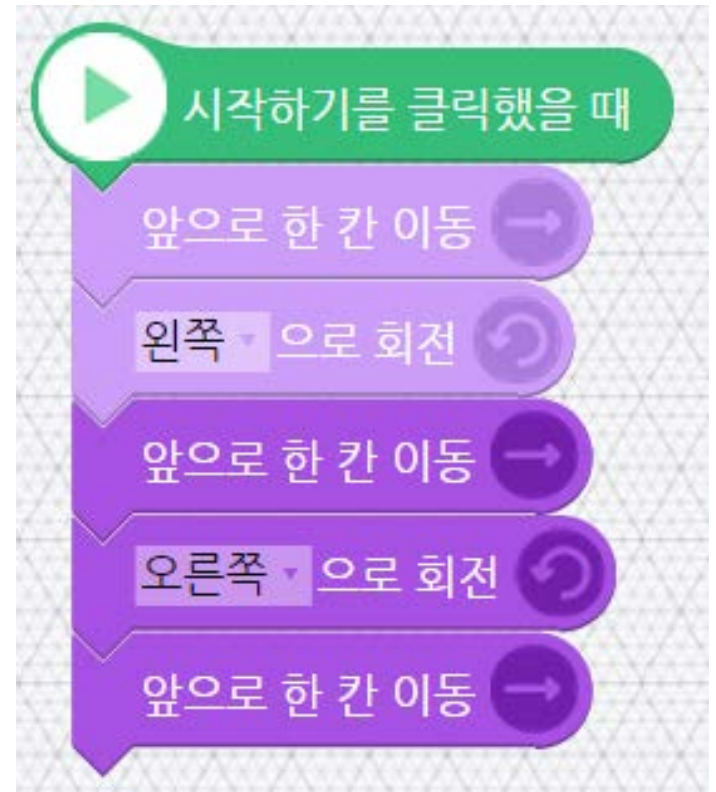 시작하기를 클릭했을 때
앞으로 한 칸 이동
왼쪽 으로 회전
앞으로 한 칸 이동
오른쪽 으로 회전
앞으로 한 칸 이동